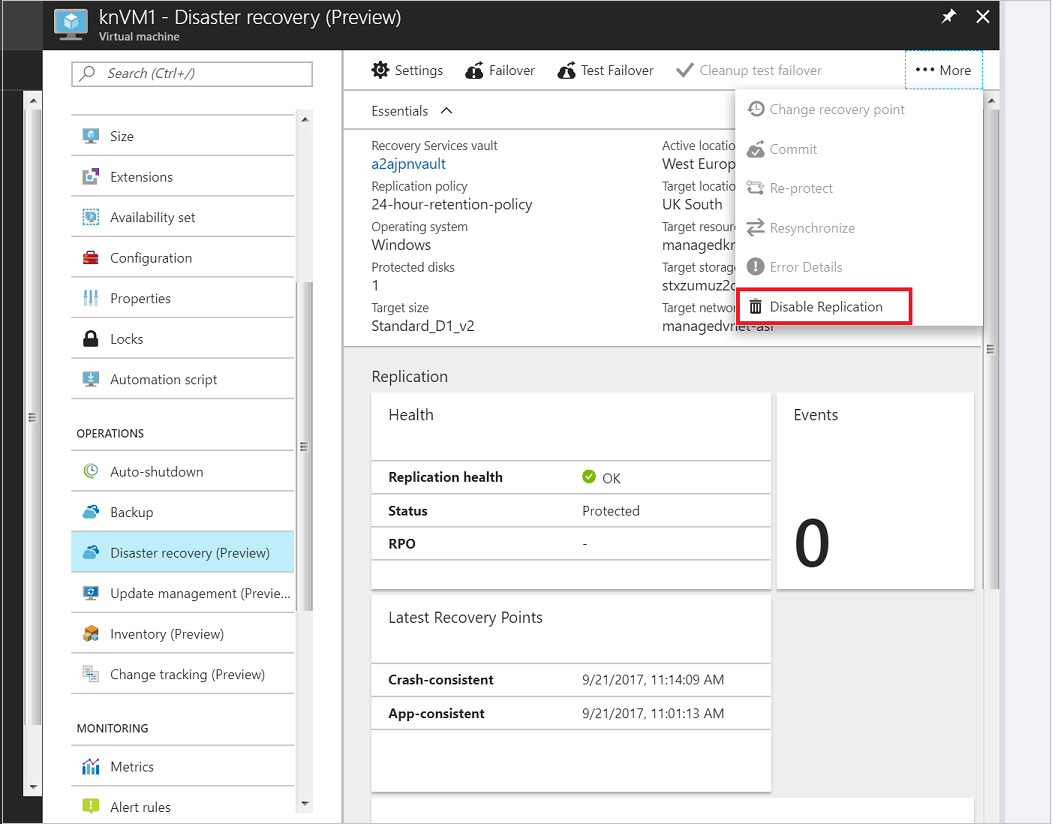 knVM1 - Disaster recovery (Preview)
Virtual machine
Search (Ctrl+/)
Size
Extensions
Availability set
Configuration
Properties
Locks
Automation script
OPERATIONS
Auto-shutdown
Backup
Disaster recovery (Preview)
Update management (Previe...
Inventory (Preview)
Change tracking (Preview)
MONITORING
Metrics
Alert rules
Settings
Failover
Test Failover
Cleanup test failover
More
Change recovery point
Commit
Re-protect
Resynchronize
Error Details
Disable Replication
Essentials
Recovery Services vault
a2ajpnvault
Replication policy
24-hour-retention-policy
Operating system
Windows
Protected disks
1
Target size
Standard_D1_v2
Active locatio
West Europ
Target locatio
UK South
Target resour
managedkr
Target storag
stxzumuz2c
Target networ
managedvnet-asr
Replication
Health
Replication health OK
Status Protected
RPO -
Events
0
Latest Recovery Points
Crash-consistent 9/21/2017, 11:14:09 AM
App-consistent 9/21/2017, 11:01:13 AM